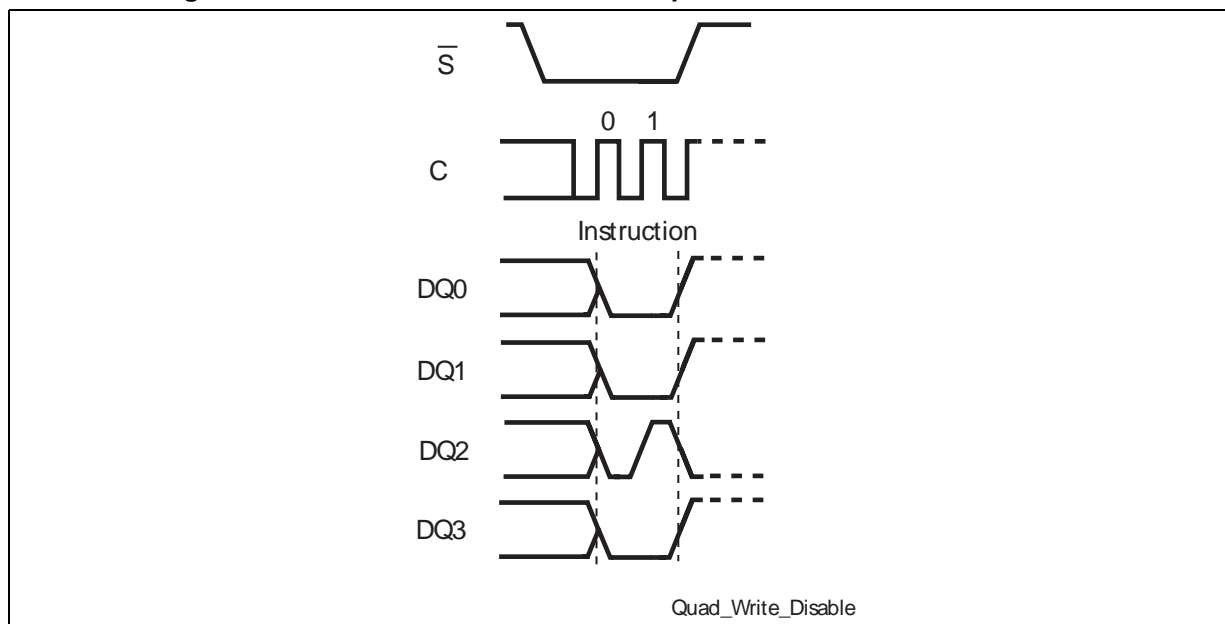 S
0 1
C
Instruction
DQ0
DQ1
DQ2
DQ3
Quad_Write_Disable